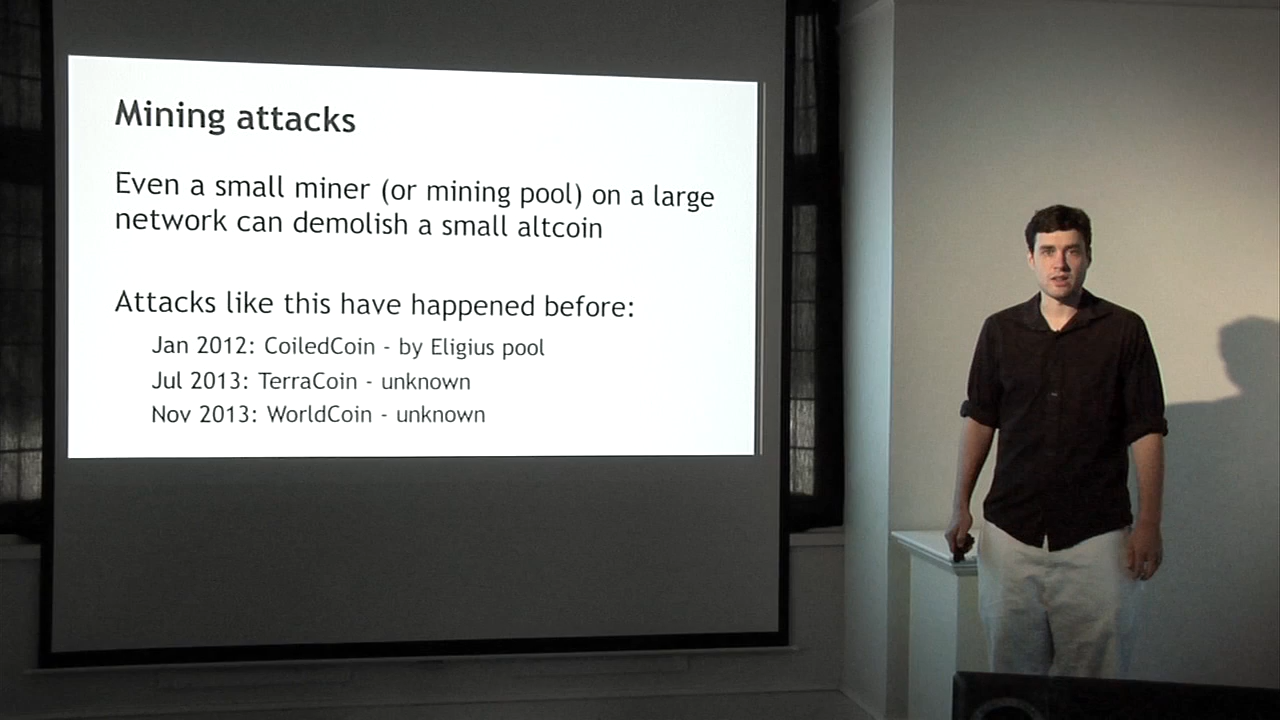 Mining attacks
Even a small miner (or mining pool) on a large
network can demolish a small altcoin
Attacks like this have happened before:
Jan 2012: CoiledCoin - by Eligius pool
Jul 2013: TerraCoin - unknown
Nov 2013: WorldCoin - unknown